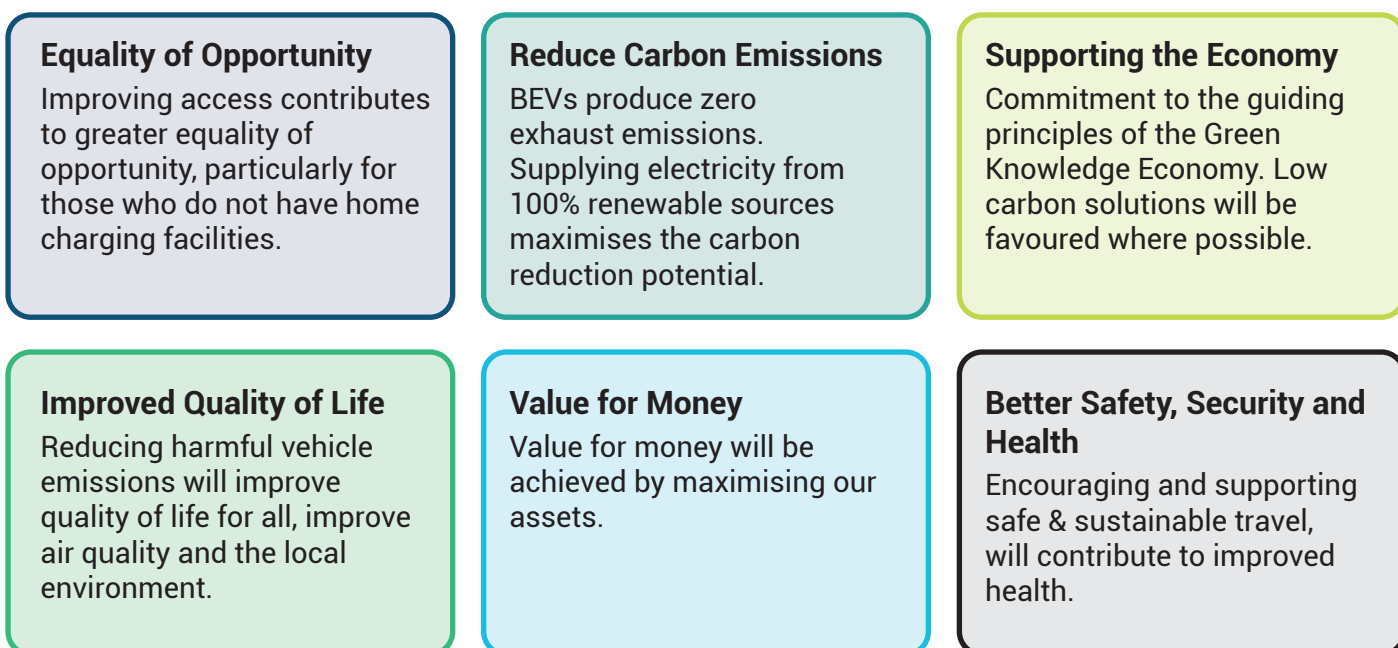 Equality of Opportunity
Improving access contributes
to greater equality of
opportunity, particularly for
those who do not have home
charging facilities.
Reduce Carbon Emissions
BEVs produce zero
exhaust emissions.
Supplying electricity from
100% renewable sources
maximises the carbon
reduction potential.
Supporting the Economy
Commitment to the guiding
principles of the Green
Knowledge Economy. Low
carbon solutions will be
favoured where possible.
Improved Quality of Life
Reducing harmful vehicle
emissions will improve
quality of life for all, improve
air quality and the local
environment.
Value for Money
Value for money will be
achieved by maximising our
assets.
Better Safety, Security and
Health
Encouraging and supporting
safe & sustainable travel,
will contribute to improved
health.